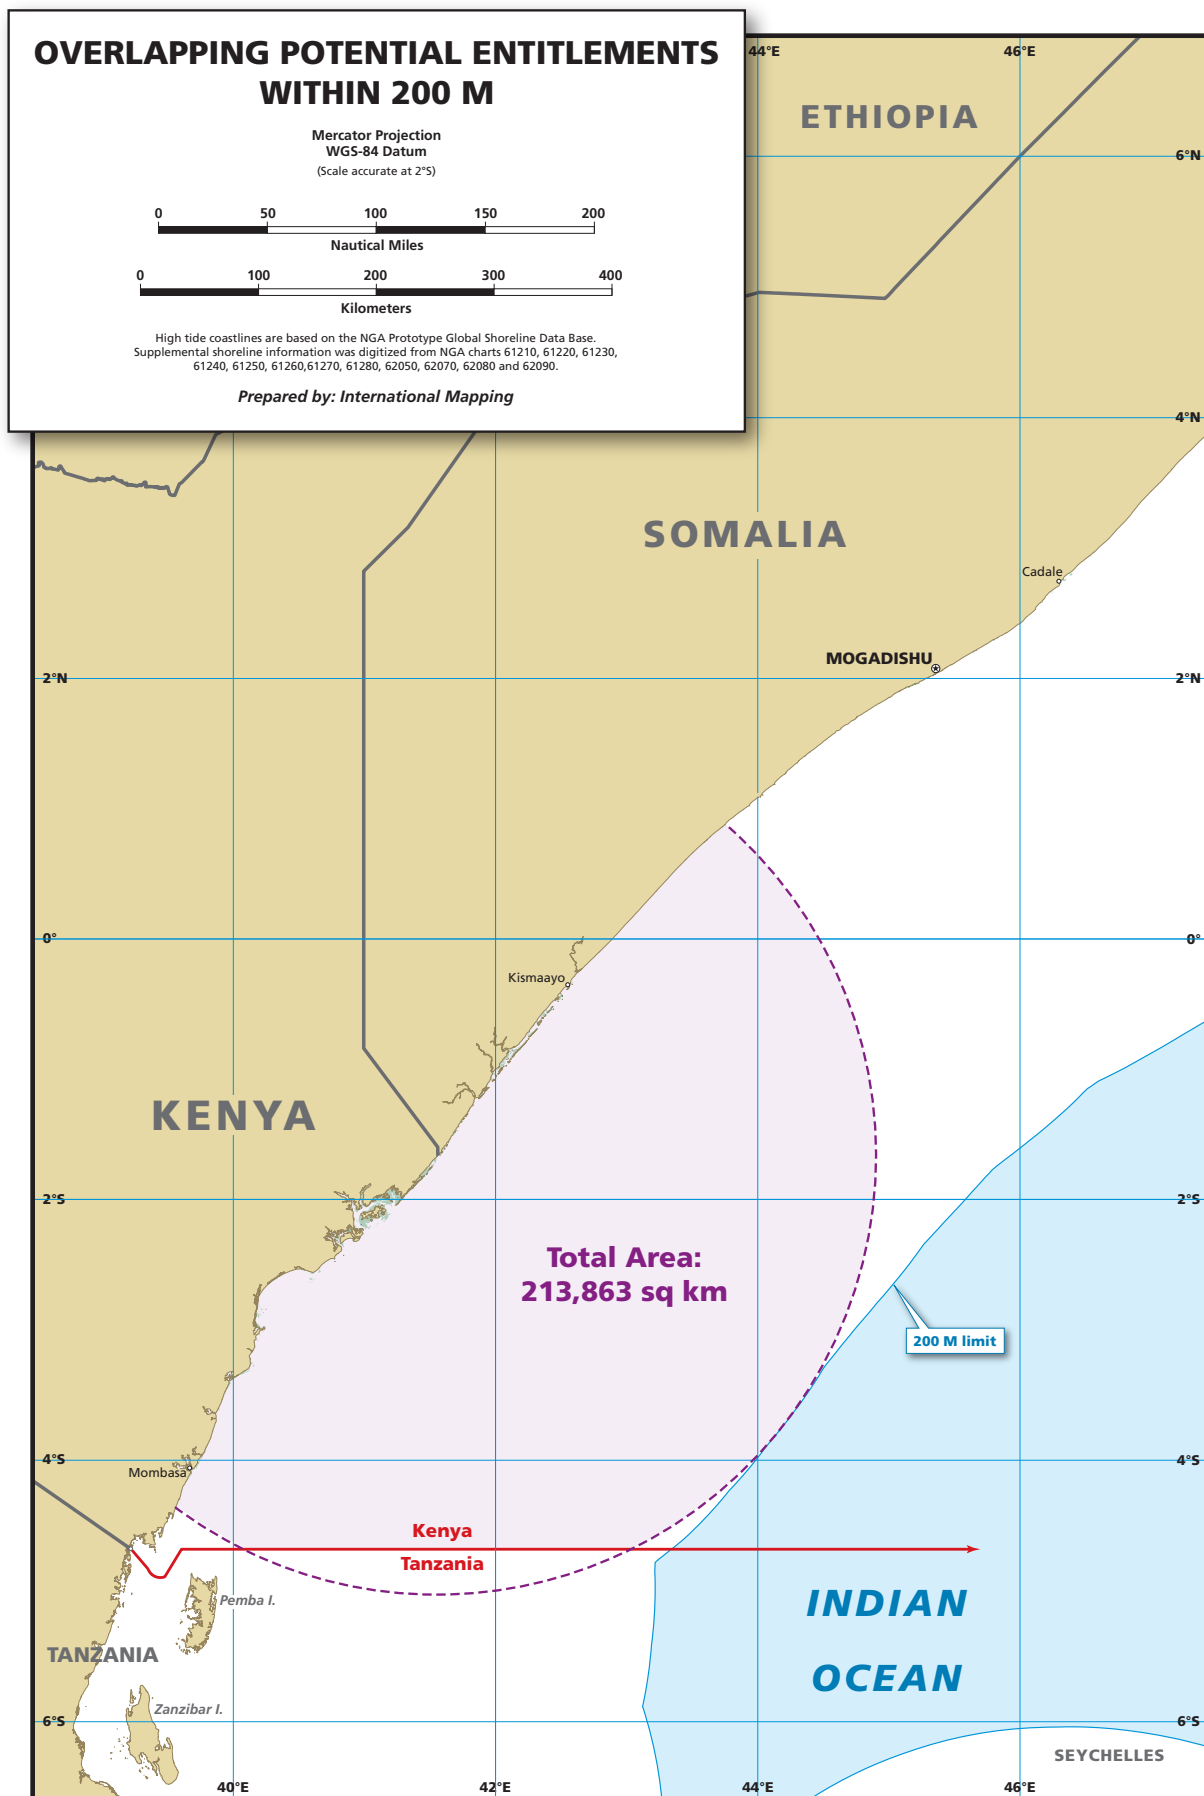 OVERLAPPING POTENTIAL ENTITLEMENTS
WITHIN 200 M
Mercator Projection
WGS-84 Datum
(Scale accurate at 2°S)
0 50 100 150 200
Nautical Miles
0 100 200 300 400
Kilometers
High tide coastlines are based on the NGA Prototype Global Shoreline Data Base.
Supplemental shoreline information was digitized from NGA charts 61210, 61220, 61230,
61240, 61250, 61260,61270, 61280, 62050, 62070, 62080 and 62090.
Prepared by: International Mapping
44°E 46°E
ETHIOPIA
6°N
4°N
SOMALIA
Cadale
MOGADISHU
2°N 2°N
0° 0°
Kismaayo
KENYA
2°S 2°S
Total Area:
213,863 sq km
200 M limit
4°S 4°S
Mombasa
Kenya
Tanzania
Pemba I.
INDIAN
OCEAN
TANZANIA
Zanzibar I.
6°S 6°S
SEYCHELLES
40°E 42°E 44°E 46°E